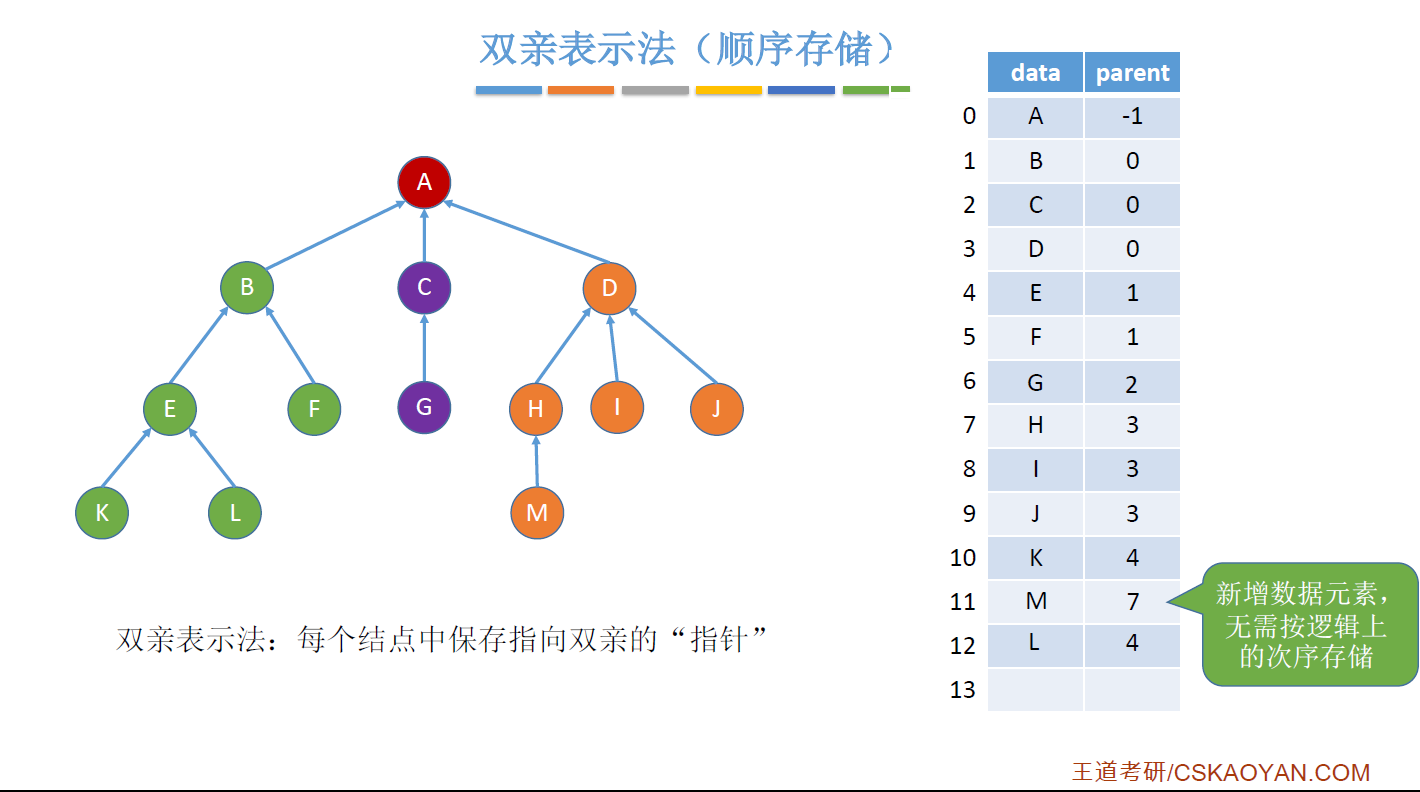 双亲表示法（顺序存储）
A
B C D
E F G H I J
K L M
双亲表示法：每个结点中保存指向双亲的“指针”
data parent
0 A -1
1 B 0
2 C 0
3 D 0
4 E 1
5 F 1
6 G 2
7 H 3
8 I 3
9 J 3
10 K 4
11 M 7
12 L 4
13
新增数据元素，
无需按逻辑上
的次序存储
王道考研/CSKAOYAN.COM